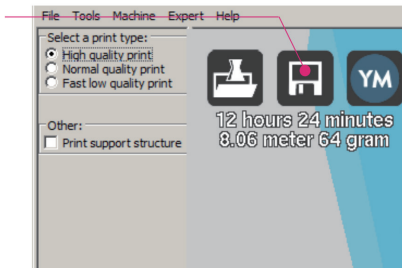 File Tools Machine Expert Help
Select a print type:
High quality print
Normal quality print
Fast low quality print
Other:
Print support structure
YM
12 hours 24 minutes
8.06 meter 64 gram